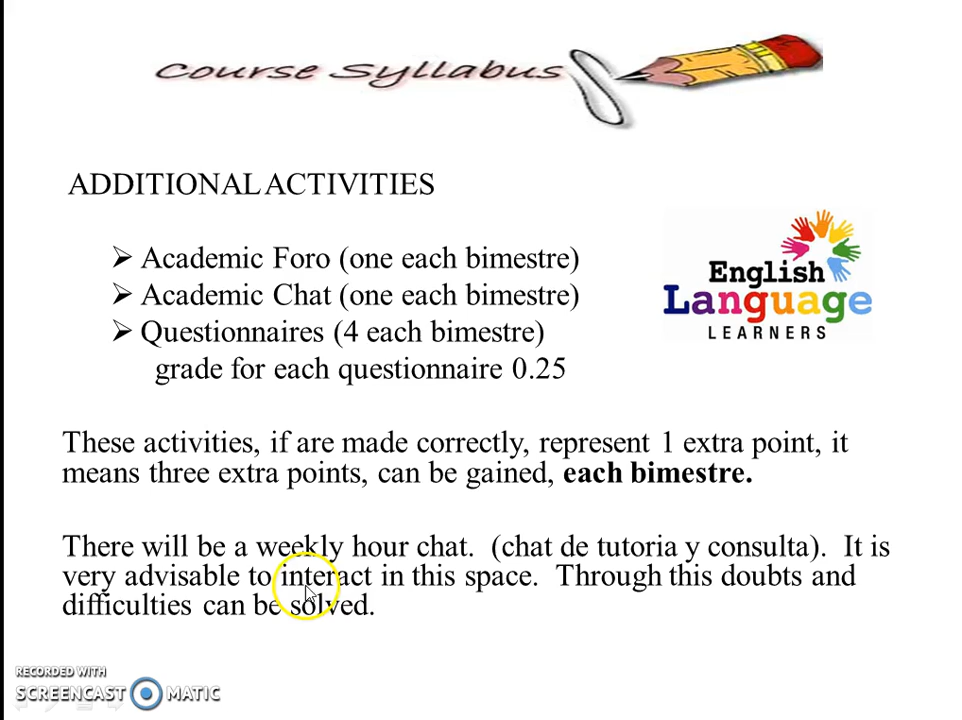 Course Syllabus
ADDITIONAL ACTIVITIES
➢ Academic Foro (one each bimestre)
➢ Academic Chat (one each bimestre)
➢ Questionnaires (4 each bimestre)
grade for each questionnaire 0.25
English
Language
LEARNERS
These activities, if are made correctly, represent 1 extra point, it
means three extra points, can be gained, each bimestre.
There will be a weekly hour chat. (chat de tutoria y consulta). It is
very advisable to interact in this space. Through this doubts and
difficulties can be solved.
RECORDED WITH
SCREENCAST MATIC